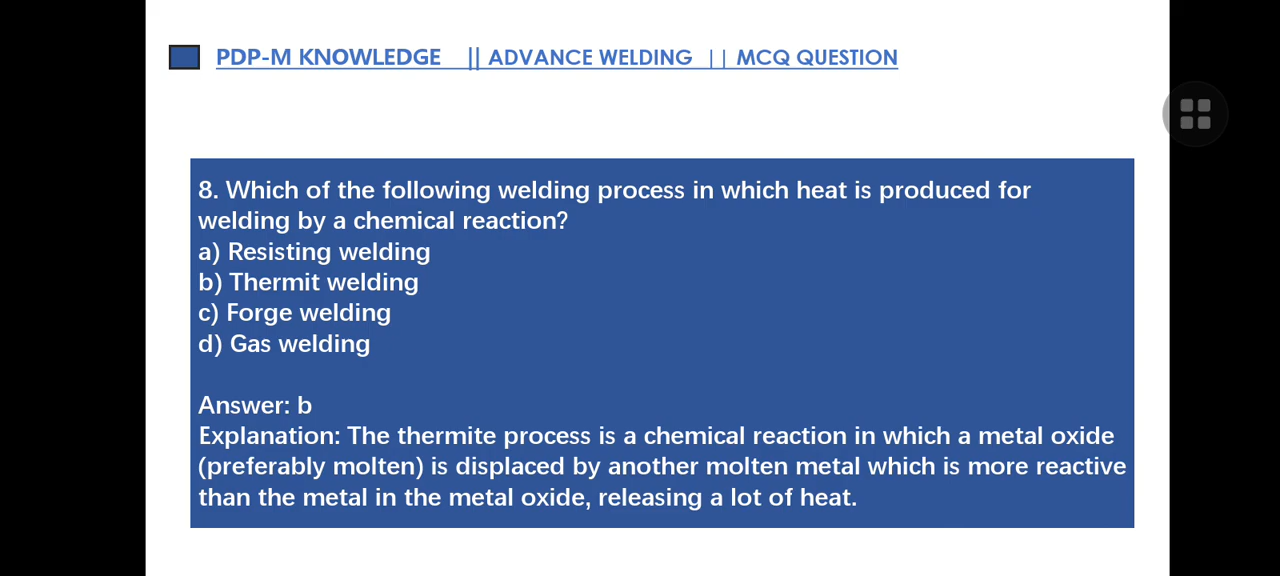 PDP-M KNOWLEDGE || ADVANCE WELDING || MCQ QUESTION
8. Which of the following welding process in which heat is produced for
welding by a chemical reaction?
a) Resisting welding
b) Thermit welding
c) Forge welding
d) Gas welding
Answer: b
Explanation: The thermite process is a chemical reaction in which a metal oxide
(preferably molten) is displaced by another molten metal which is more reactive
than the metal in the metal oxide, releasing a lot of heat.